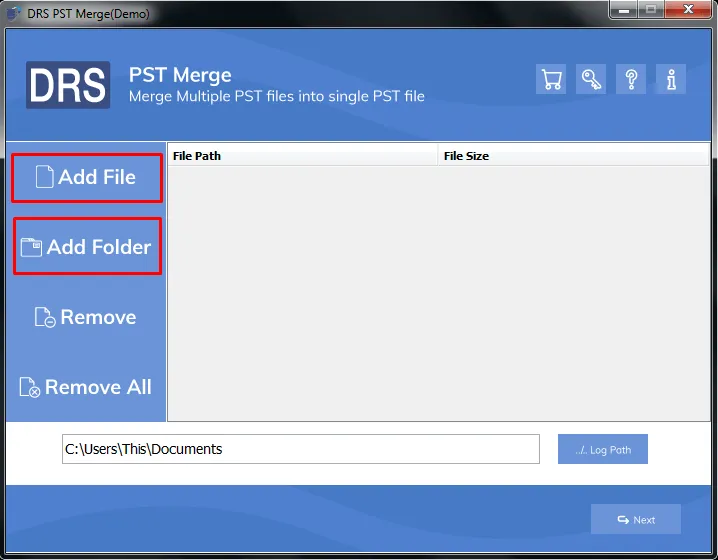 DRS PST Merge(Demo)
DRS
PST Merge
Merge Multiple PST files into single PST file
Add File
File Path
File Size
Add Folder
Remove
Remove All
C:\Users\This\Documents
../.. Log Path
Next